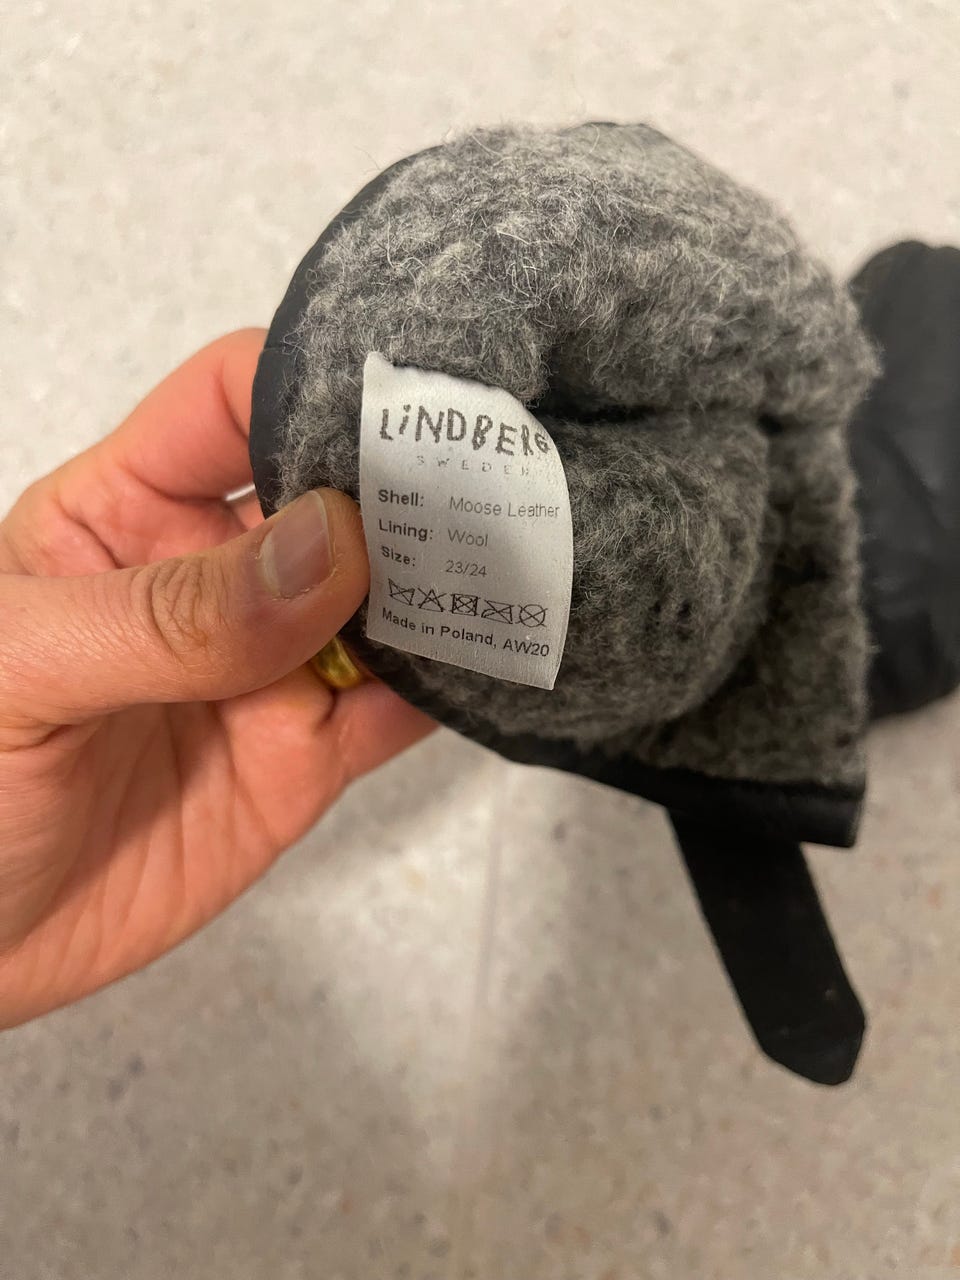 LiNDBERG
SWEDEN
Shell: Moose Leather
Lining: Wool
Size: 23/24
Made in Poland, AW20